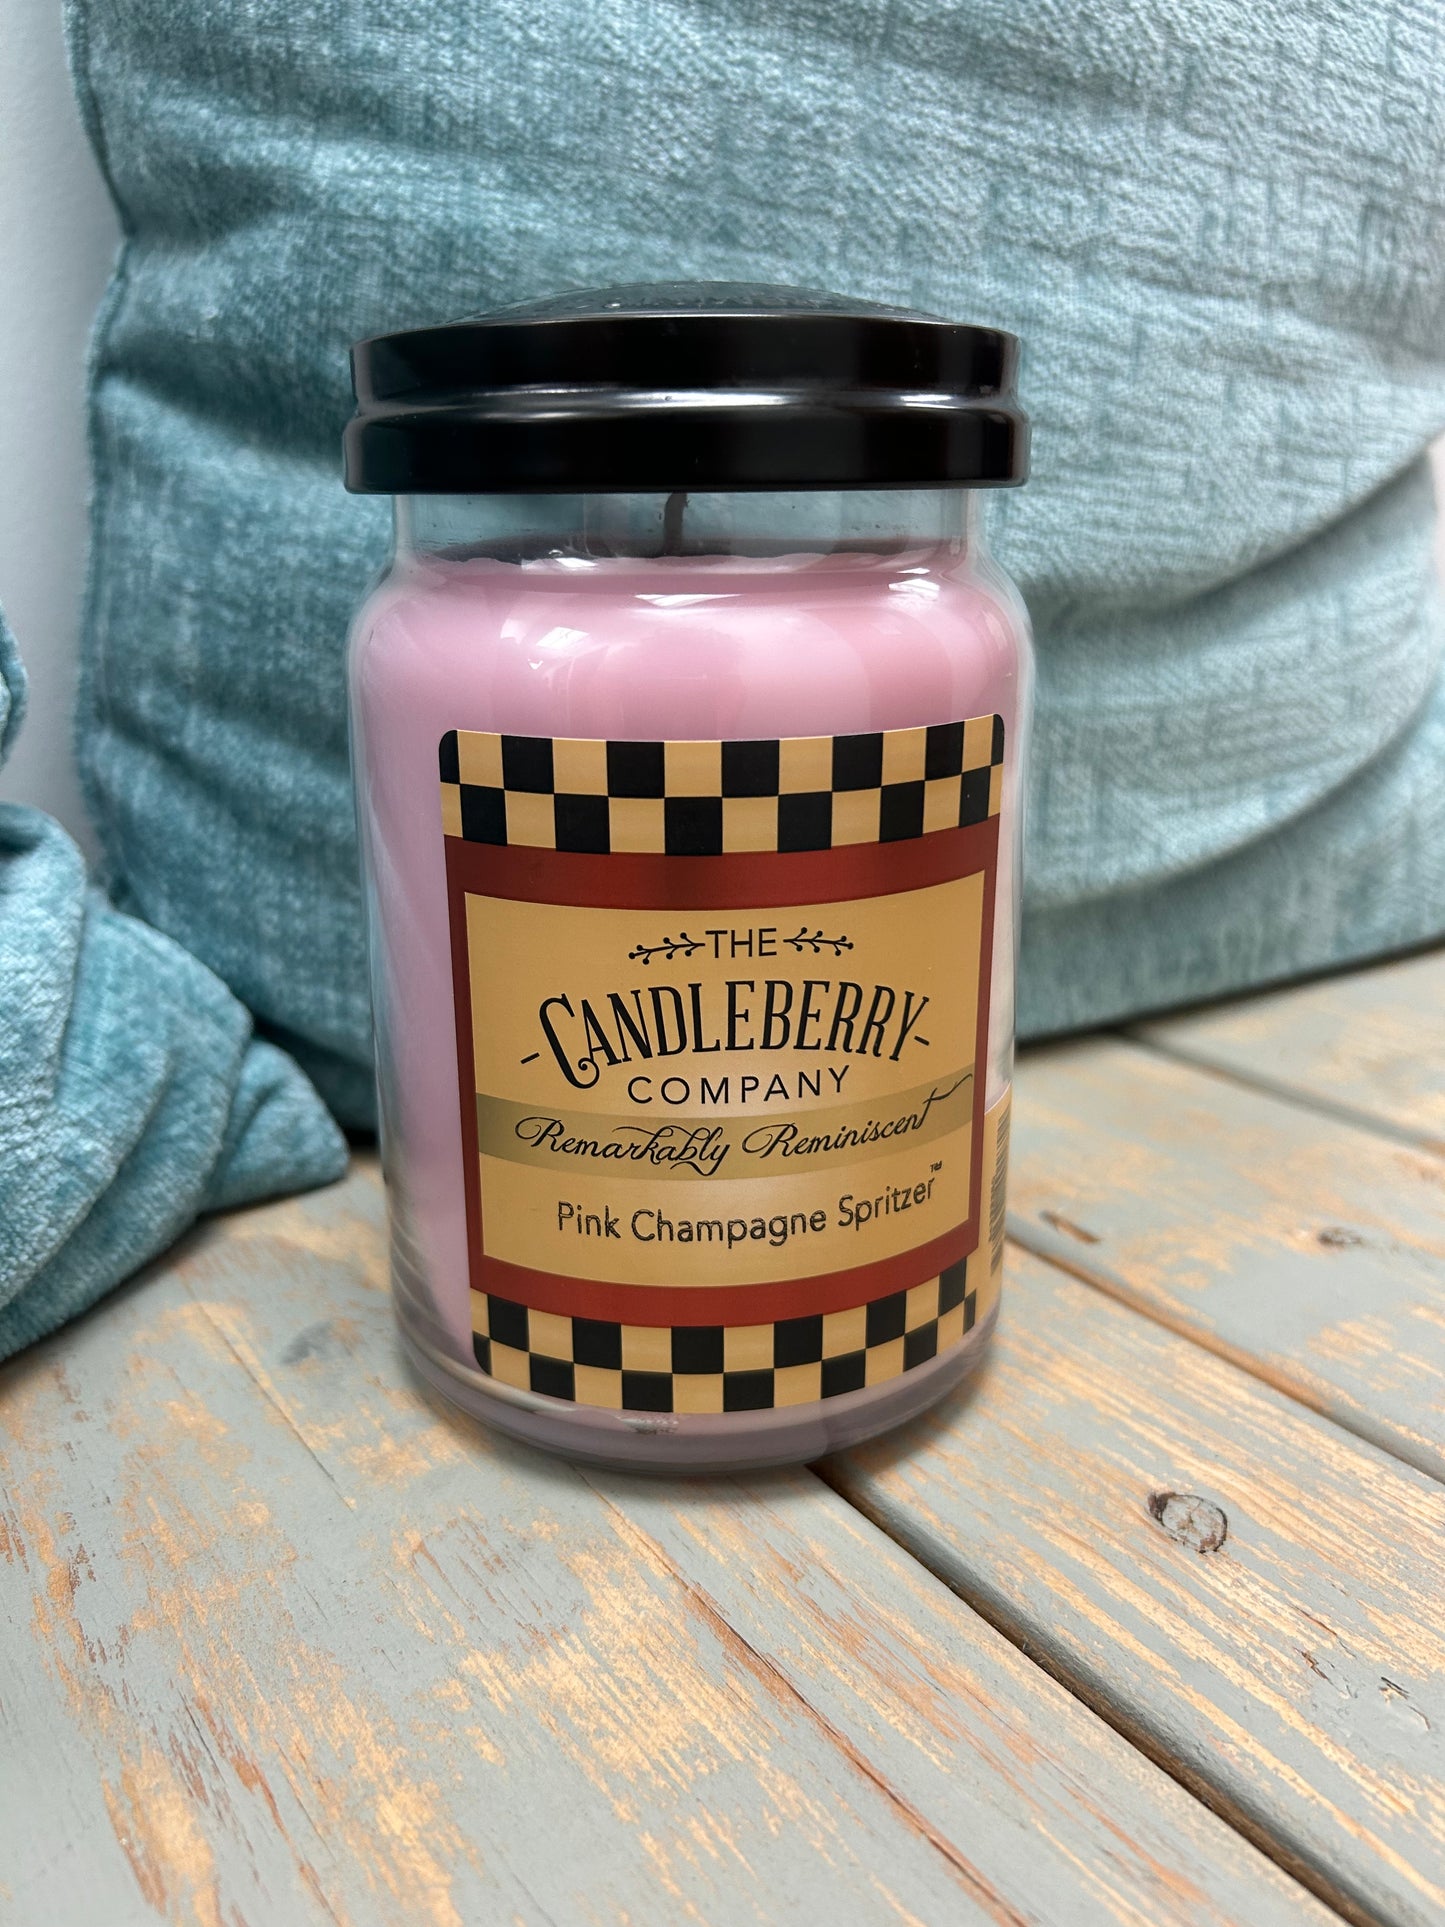 THE
CANDLEBERRY
COMPANY
Remarkably Reminiscent
Pink Champagne Spritzer™